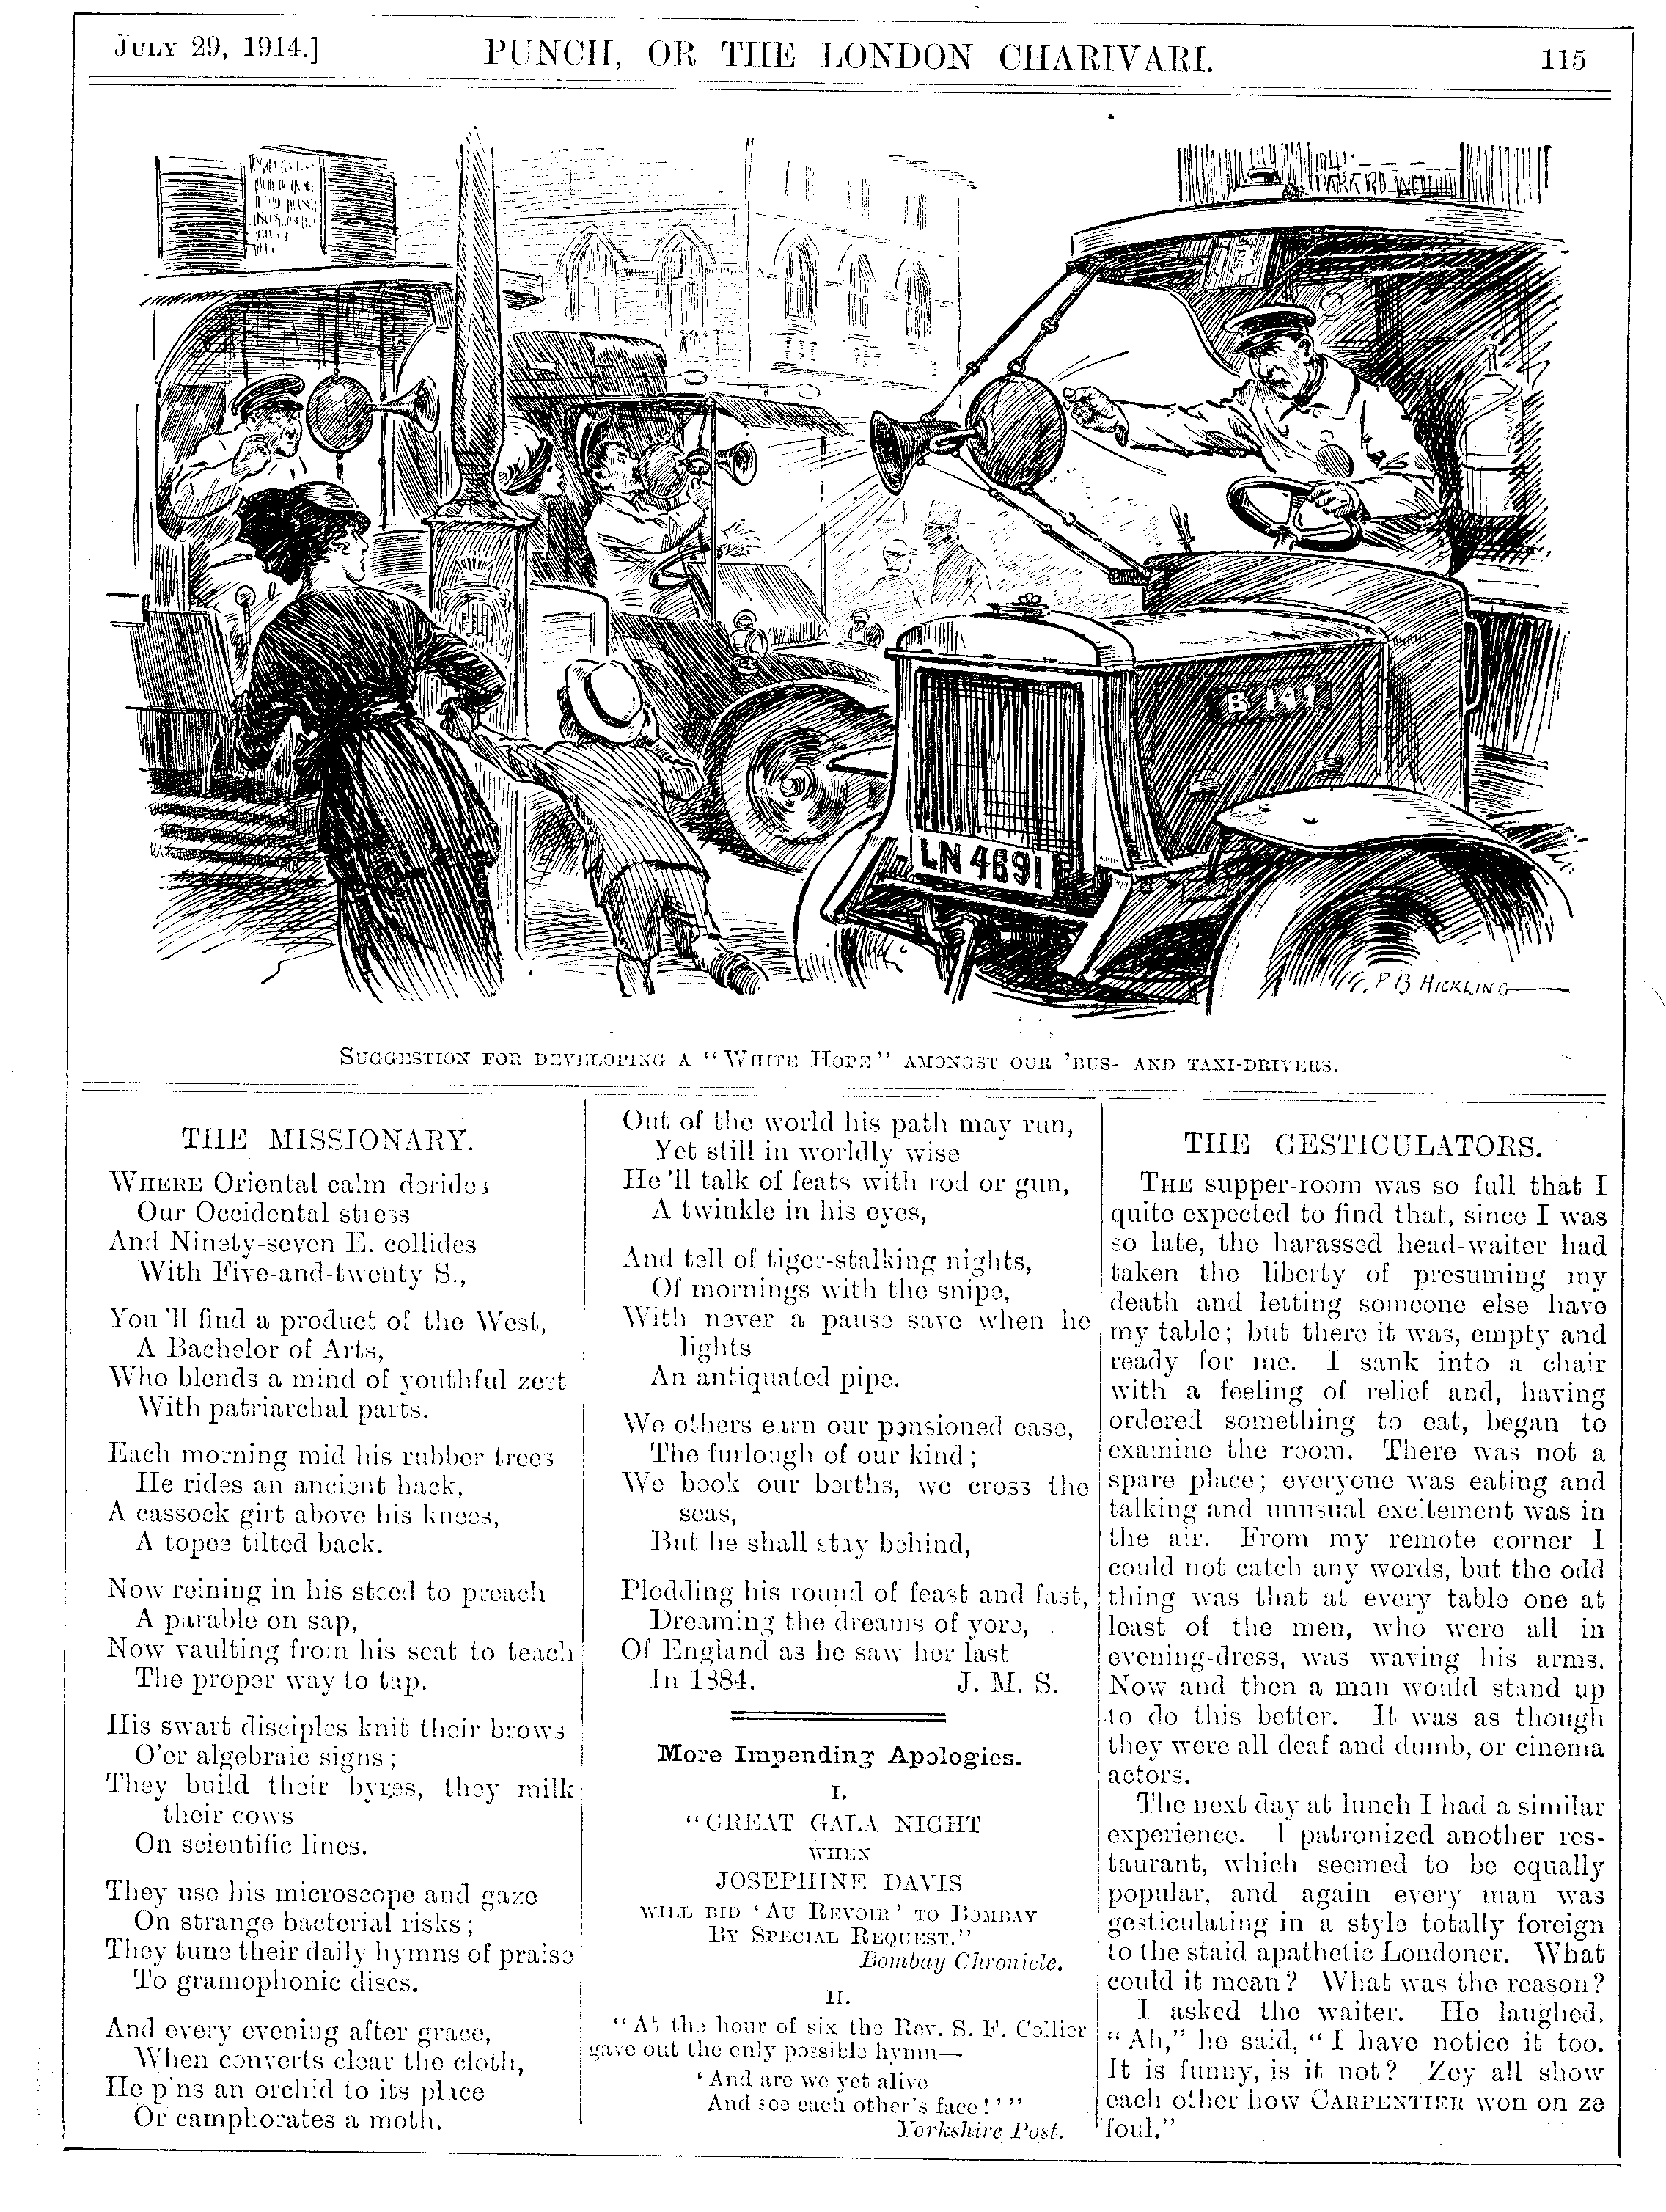 JULY 29, 1914.] PUNCH, OR THE LONDON CHARIVARI. 115
B 141
LN 4691
G. P B HICKLING
SUGGESTION FOR DEVELOPING A "WHITE HOPE" AMONGST OUR 'BUS- AND TAXI-DRIVERS.
THE MISSIONARY.
WHERE Oriental calm derides
Our Occidental stress
And Ninety-seven E. collides
With Five-and-twenty S.,
You 'll find a product of the West,
A Bachelor of Arts,
Who blends a mind of youthful zest
With patriarchal parts.
Each morning mid his rubber trees
He rides an ancient hack,
A cassock girt above his knees,
A topee tilted back.
Now reining in his steed to preach
A parable on sap,
Now vaulting from his seat to teach
The proper way to tap.
His swart disciples knit their brows
O'er algebraic signs;
They build their byres, they milk
their cows
On scientific lines.
They use his microscope and gaze
On strange bacterial risks;
They tune their daily hymns of praise
To gramophonic discs.
And every evening after grace,
When converts clear the cloth,
He pins an orchid to its place
Or camphorates a moth.
Out of the world his path may run,
Yet still in worldly wise
He 'll talk of feats with rod or gun,
A twinkle in his eyes,
And tell of tiger-stalking nights,
Of mornings with the snipe,
With never a pause save when he
lights
An antiquated pipe.
We others earn our pensioned ease,
The furlough of our kind;
We book our berths, we cross the
seas,
But he shall stay behind,
Plodding his round of feast and fast,
Dreaming the dreams of yore,
Of England as he saw her last
In 1884. J. M. S.
More Impending Apologies.
I.
"GREAT GALA NIGHT
WHEN
JOSEPHINE DAVIS
WILL BID 'AU REVOIR' TO BOMBAY
BY SPECIAL REQUEST."
Bombay Chronicle.
II.
"At the hour of six the Rev. S. F. Collier
gave out the only possible hymn—
'And are we yet alive
And see each other's face!'"
Yorkshire Post.
THE GESTICULATORS.
THE supper-room was so full that I
quite expected to find that, since I was
so late, the harassed head-waiter had
taken the liberty of presuming my
death and letting someone else have
my table; but there it was, empty and
ready for me. I sank into a chair
with a feeling of relief and, having
ordered something to eat, began to
examine the room. There was not a
spare place; everyone was eating and
talking and unusual excitement was in
the air. From my remote corner I
could not catch any words, but the odd
thing was that at every table one at
least of the men, who were all in
evening-dress, was waving his arms.
Now and then a man would stand up
to do this better. It was as though
they were all deaf and dumb, or cinema
actors.
The next day at lunch I had a similar
experience. I patronized another res-
taurant, which seemed to be equally
popular, and again every man was
gesticulating in a style totally foreign
to the staid apathetic Londoner. What
could it mean? What was the reason?
I asked the waiter. He laughed.
"Ah," he said, "I have notice it too.
It is funny, is it not? Zey all show
each other how CARPENTIER won on ze
foul."